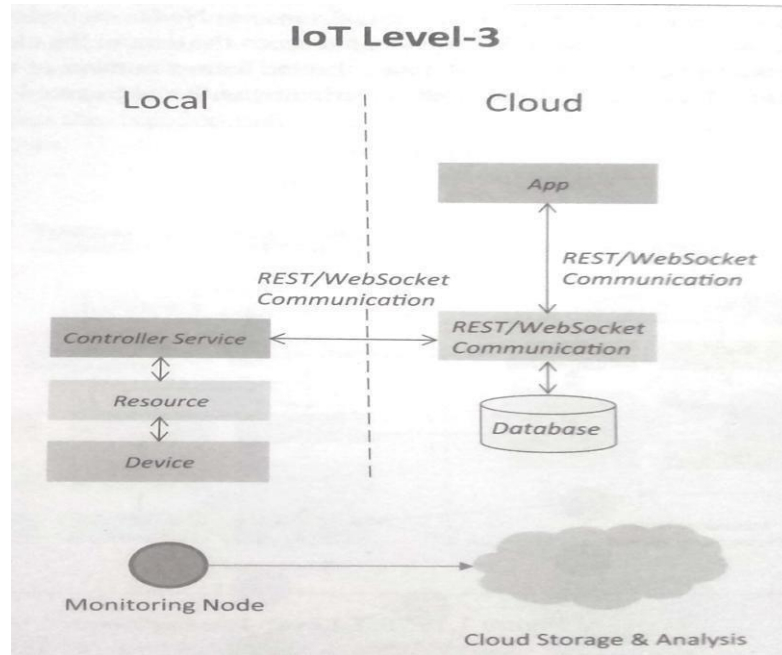 IoT Level-3
Local
Cloud
App
REST/WebSocket
Communication
REST/WebSocket
Communication
Controller Service
REST/WebSocket
Communication
Resource
Database
Device
Monitoring Node
Cloud Storage & Analysis